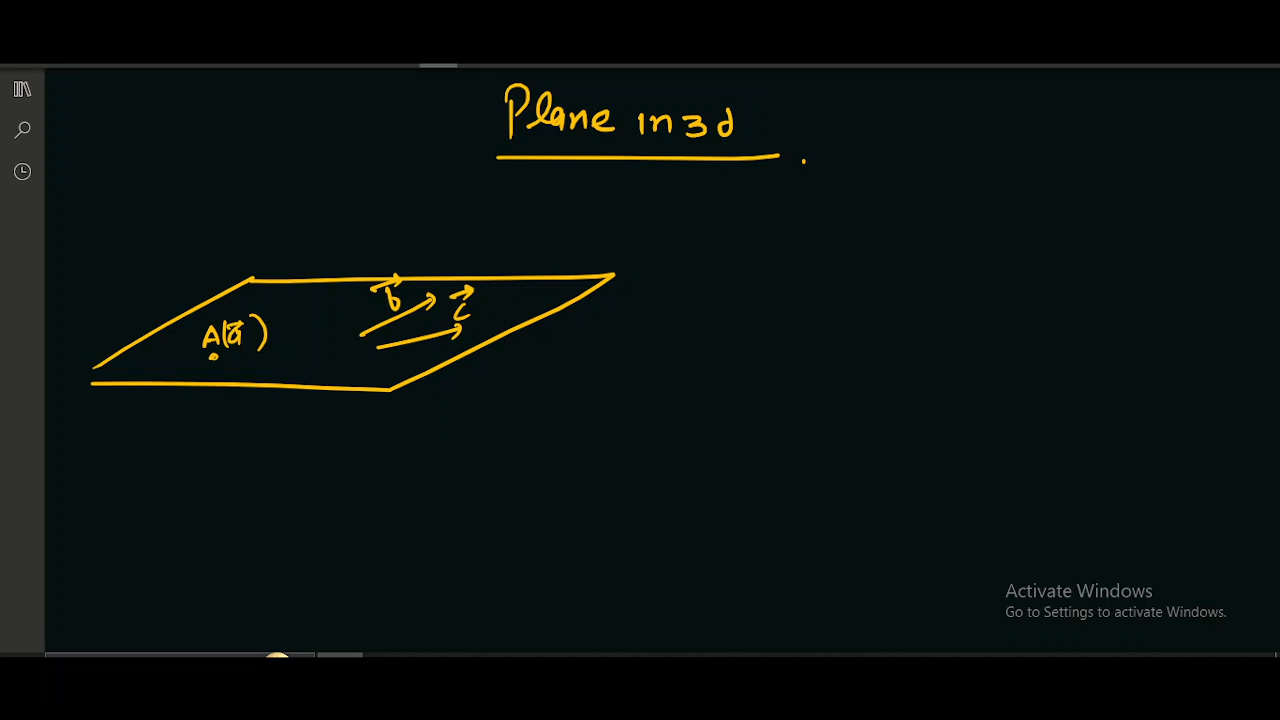 Plane in 3d
b⃗ c⃗
A(a⃗)
Activate Windows
Go to Settings to activate Windows.